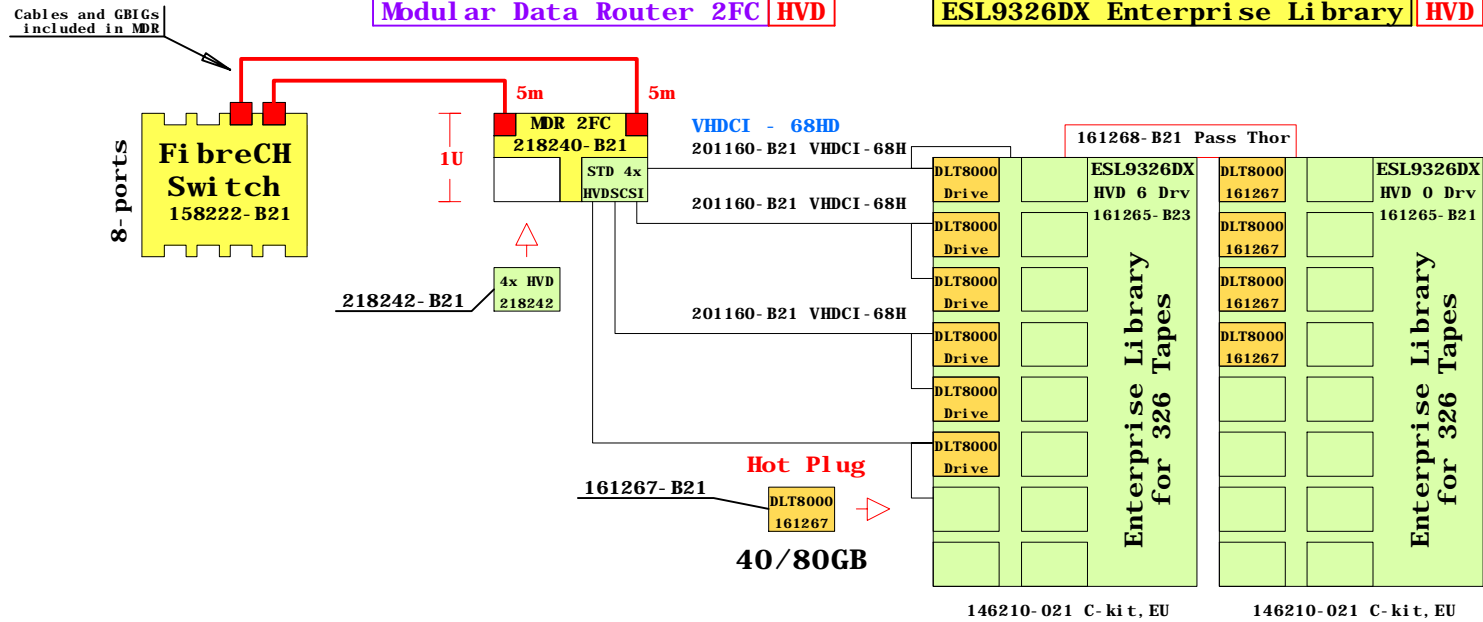 Cables and GBIGs
included in MDR
Modular Data Router 2FC HVD
ESL9326DX Enterprise Library HVD
5m
5m
8-ports
FibreCH
Switch
158222-B21
1U
MDR 2FC
218240-B21
STD 4x
HVDSCSI
VHDCI - 68HD
201160-B21 VHDCI-68H
201160-B21 VHDCI-68H
201160-B21 VHDCI-68H
218242-B21
4x HVD
218242
161268-B21 Pass Thor
DLT8000
Drive
DLT8000
Drive
DLT8000
Drive
DLT8000
Drive
DLT8000
Drive
DLT8000
Drive
ESL9326DX
HVD 6 Drv
161265-B23
Enterprise Library
for 326 Tapes
DLT8000
161267
DLT8000
161267
DLT8000
161267
DLT8000
161267
ESL9326DX
HVD 0 Drv
161265-B21
Enterprise Library
for 326 Tapes
Hot Plug
161267-B21
DLT8000
161267
40/80GB
146210-021 C-kit,EU
146210-021 C-kit,EU